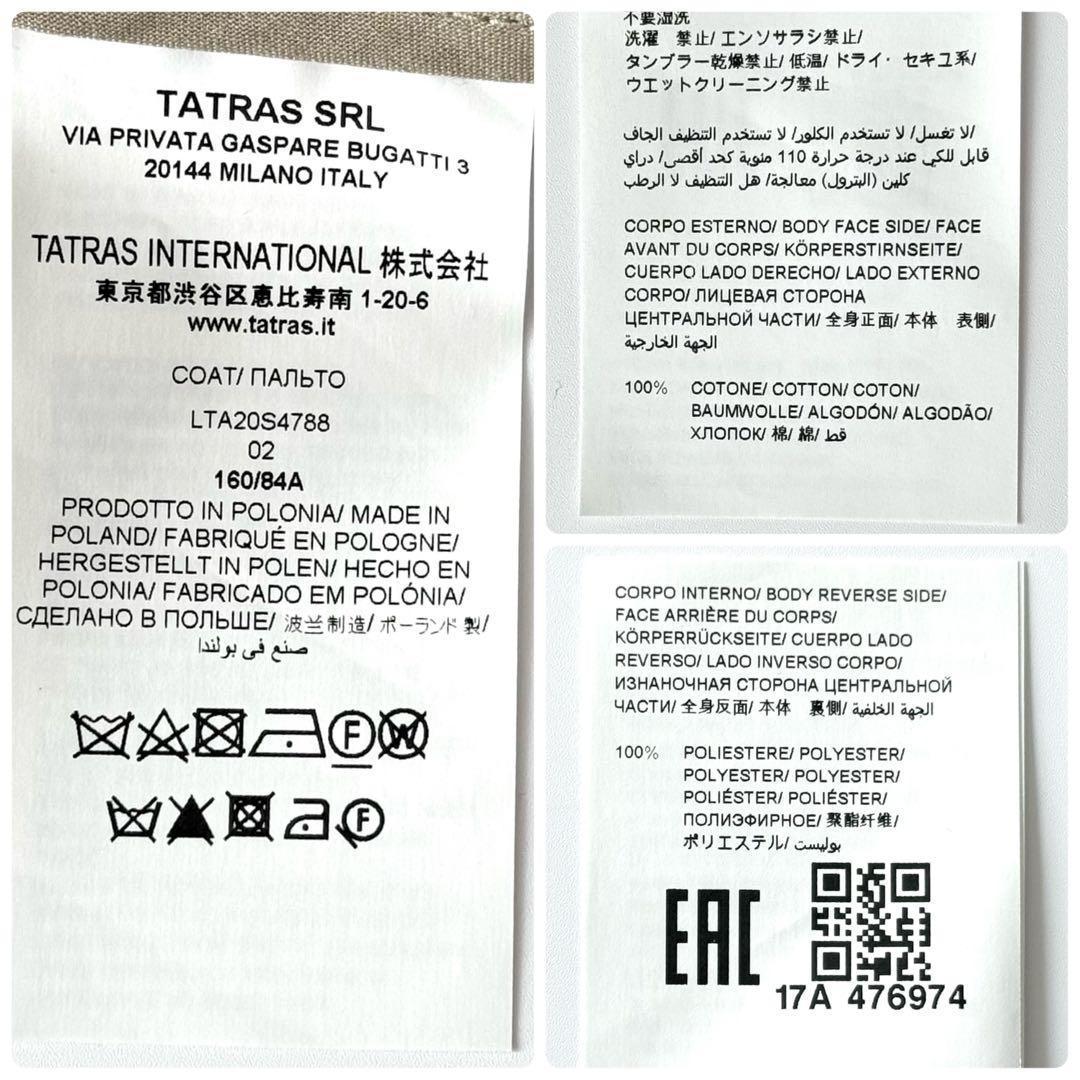 TATRAS SRL
VIA PRIVATA GASPARE BUGATTI 3
20144 MILANO ITALY
TATRAS INTERNATIONAL 株式会社
東京都渋谷区恵比寿南 1-20-6
www.tatras.it
COAT/ ПАЛЬТО
LTA20S4788
02
160/84A
PRODOTTO IN POLONIA/ MADE IN
POLAND/ FABRIQUÉ EN POLOGNE/
HERGESTELLT IN POLEN/ HECHO EN
POLONIA/ FABRICADO EM POLÓNIA/
СДЕЛАНО В ПОЛЬШЕ/ 波兰制造/ ポーランド 製/
صنع في بولندا
F W
F
不要湿洗
洗濯 禁止/ エンソサラシ禁止/
タンブラー乾燥禁止/ 低温/ ドライ・ セキユ系/
ウエットクリーニング禁止
/لا تغسل/ لا تستخدم الكلور/ لا تستخدم التنظيف الجاف
قابل للكي عند درجة حرارة 110 مئوية كحد أقصى/ دراي
كلين (البترول) معالجة/ هل التنظيف لا الرطب
CORPO ESTERNO/ BODY FACE SIDE/ FACE
AVANT DU CORPS/ KÖRPERSTIRNSEITE/
CUERPO LADO DERECHO/ LADO EXTERNO
CORPO/ ЛИЦЕВАЯ СТОРОНА
ЦЕНТРАЛЬНОЙ ЧАСТИ/ 全身正面/ 本体 表側/
الجهة الخارجية
100% COTONE/ COTTON/ COTON/
BAUMWOLLE/ ALGODÓN/ ALGODÃO/
ХЛОПОК/ 棉/ 綿/ قط
CORPO INTERNO/ BODY REVERSE SIDE/
FACE ARRIÈRE DU CORPS/
KÖRPERRÜCKSEITE/ CUERPO LADO
REVERSO/ LADO INVERSO CORPO/
ИЗНАНОЧНАЯ СТОРОНА ЦЕНТРАЛЬНОЙ
ЧАСТИ/ 全身反面/ 本体 裏側/ الجهة الخلفية
100% POLIESTERE/ POLYESTER/
POLYESTER/ POLYESTER/
POLIÉSTER/ POLIÉSTER/
ПОЛИЭФИРНОЕ/ 聚酯纤维/
ポリエステル/ بوليست
EAC
17A 476974